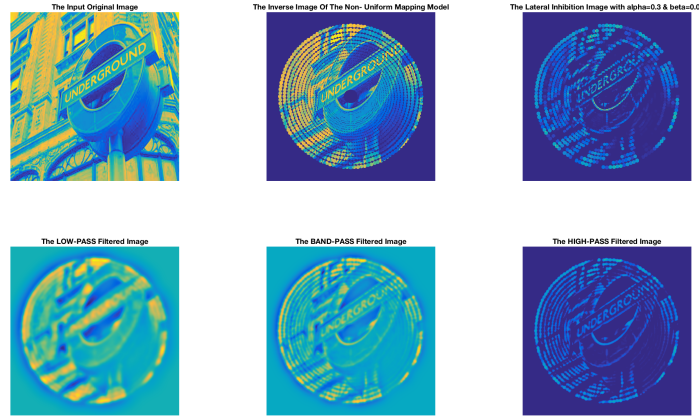 The Input Original Image
The Inverse Image Of The Non- Uniform Mapping Model
The Lateral Inhibition Image with alpha=0.3 & beta=0.0
UNDERGROUND
UNDERGROUND
UNDERGROUND
The LOW-PASS Filtered Image
The BAND-PASS Filtered Image
The HIGH-PASS Filtered Image
UNDERGROUND
UNDERGROUND